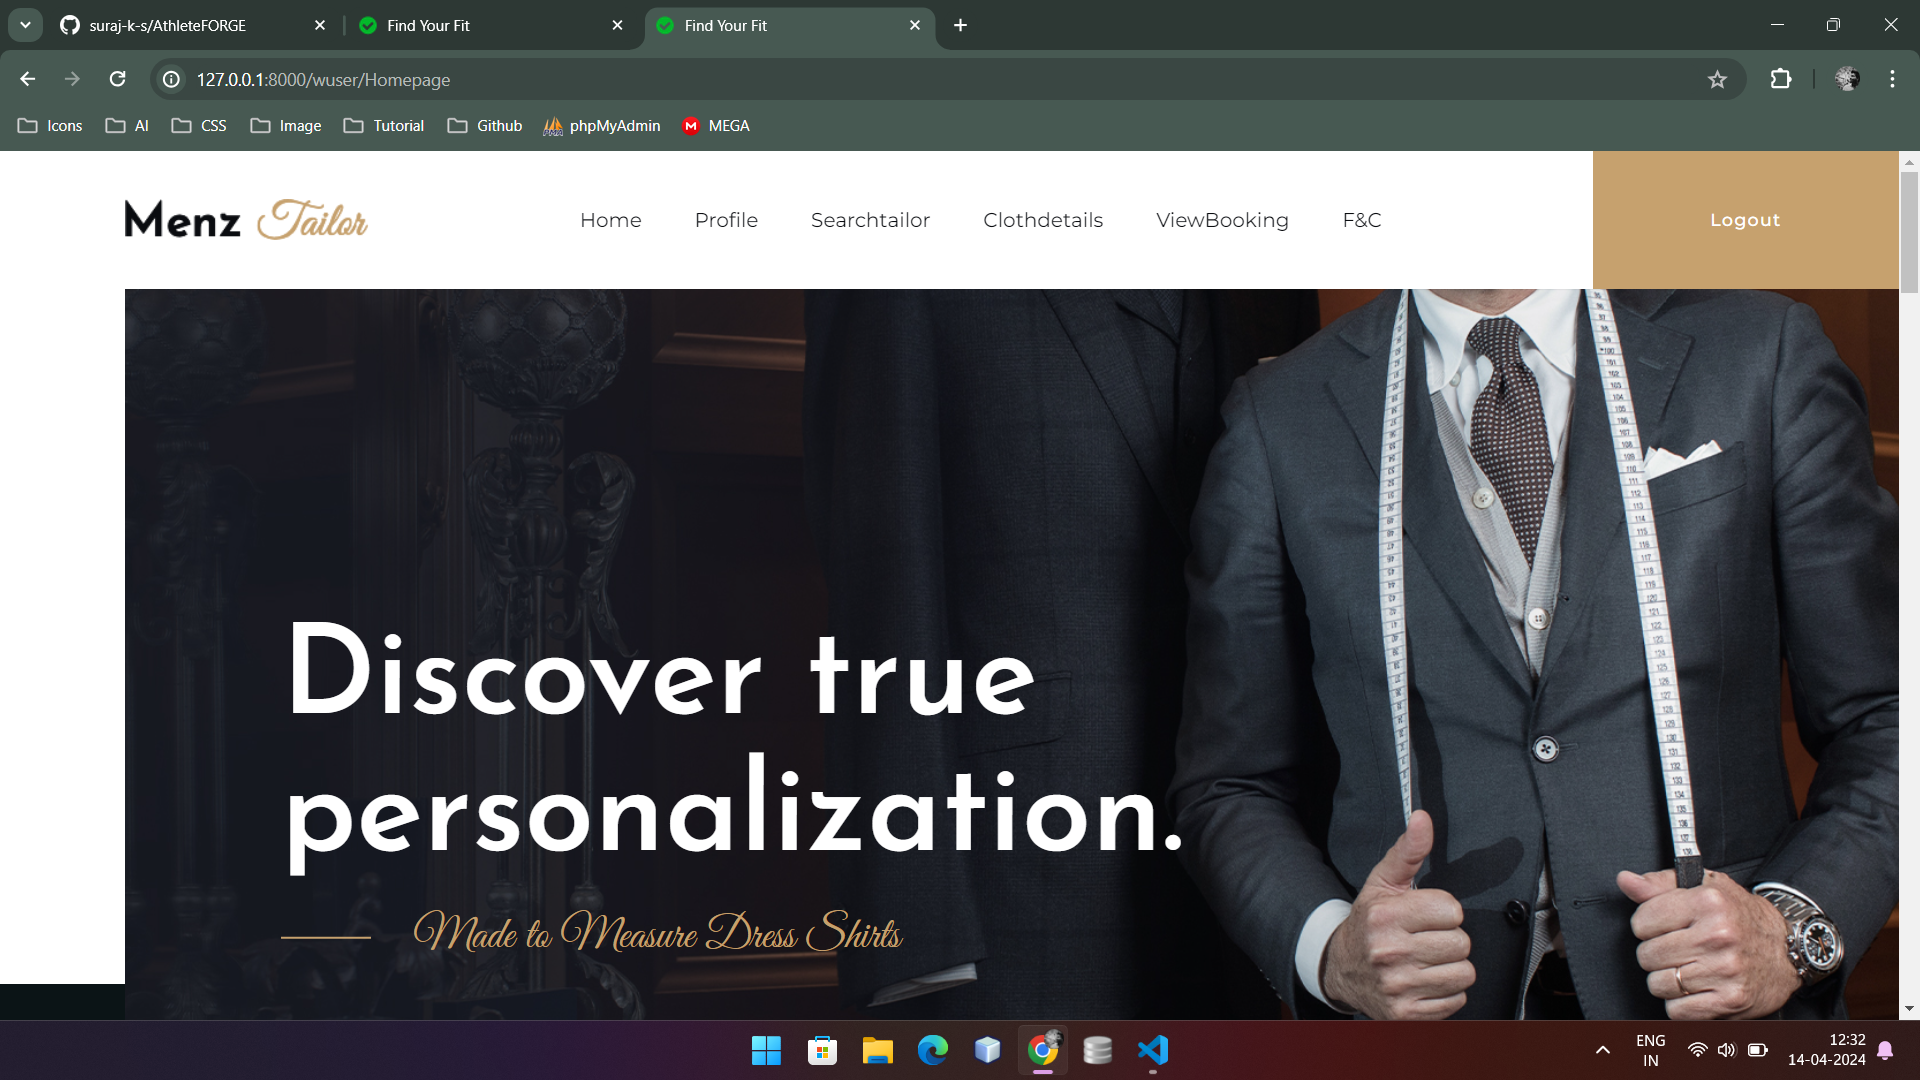 suraj-k-s/AthleteFORGE
Find Your Fit
Find Your Fit
127.0.0.1:8000/wuser/Homepage
Icons
AI
CSS
Image
Tutorial
Github
phpMyAdmin
MEGA
Menz Tailor
Home
Profile
Searchtailor
Clothdetails
ViewBooking
F&C
Logout
Discover true
personalization.
Made to Measure Dress Shirts
ENG
IN
12:32
14-04-2024